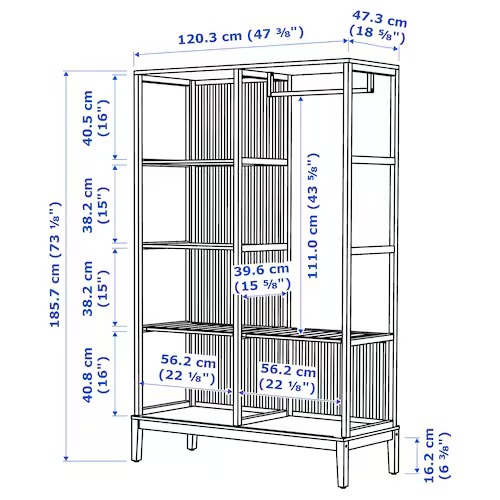 120.3 cm (47 ³⁄₈")
47.3 cm
(18 ⁵⁄₈")
40.5 cm
(16")
38.2 cm
(15")
185.7 cm (73 ¹⁄₈")
111.0 cm (43 ⁵⁄₈")
39.6 cm
(15 ⁵⁄₈")
38.2 cm
(15")
40.8 cm
(16")
56.2 cm
(22 ¹⁄₈")
56.2 cm
(22 ¹⁄₈")
16.2 cm
(6 ³⁄₈")